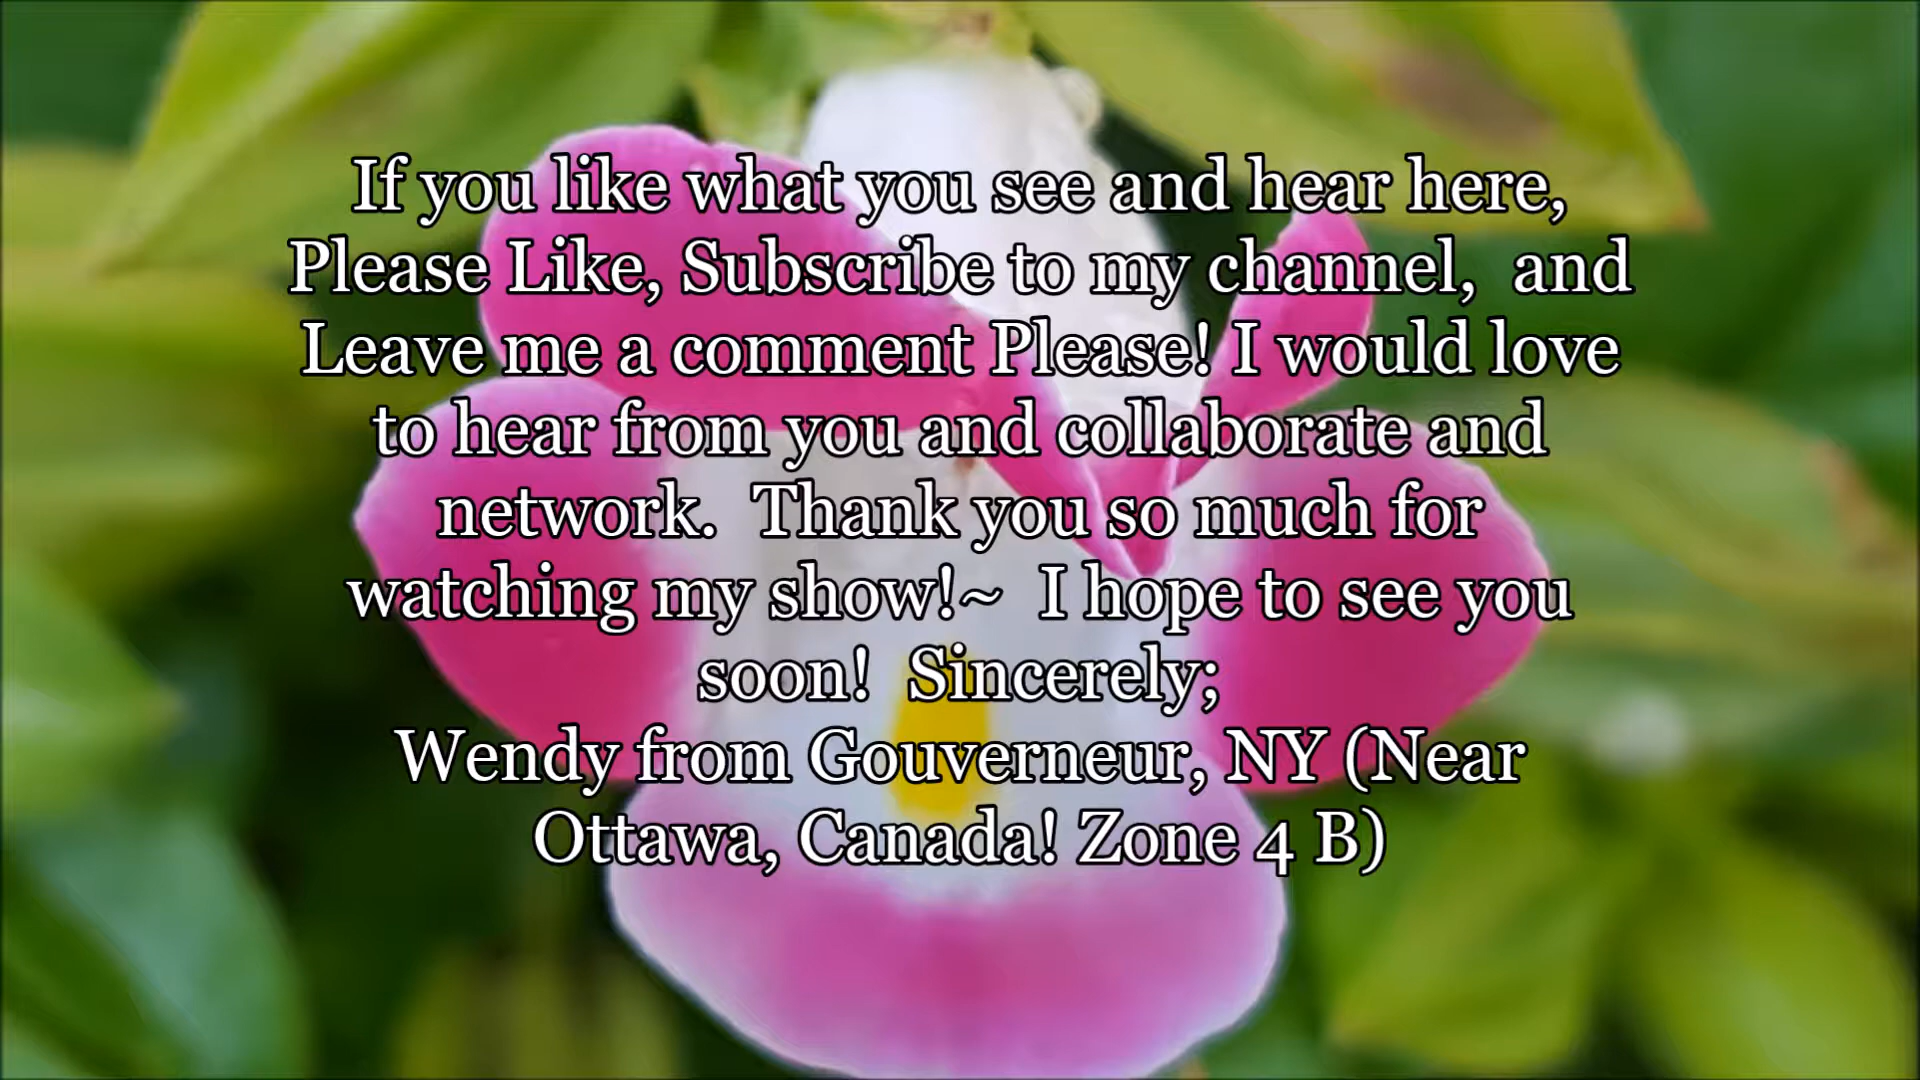 If you like what you see and hear here,
Please Like, Subscribe to my channel,  and
Leave me a comment Please! I would love
to hear from you and collaborate and
network.  Thank you so much for
watching my show!~  I hope to see you
soon!  Sincerely;
Wendy from Gouverneur, NY (Near
Ottawa, Canada! Zone 4 B)